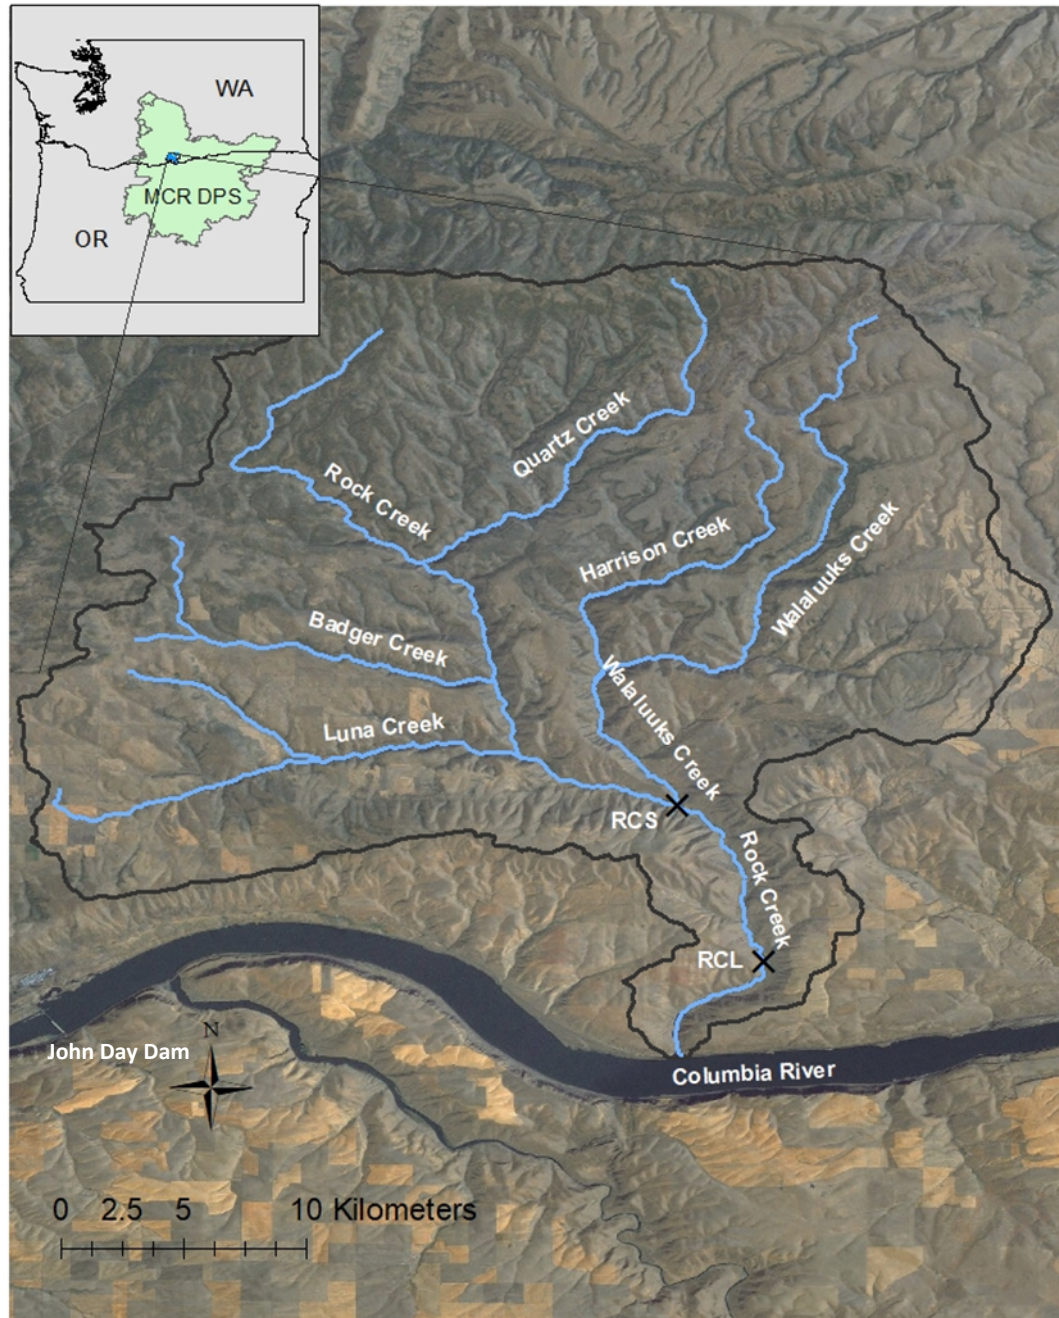 WA
MCR DPS
OR
Quartz Creek
Rock Creek
Harrison Creek
Walaluuks Creek
Badger Creek
Walaluuks Creek
Luna Creek
RCS
Rock Creek
RCL
N
John Day Dam
Columbia River
0 2.5 5 10 Kilometers